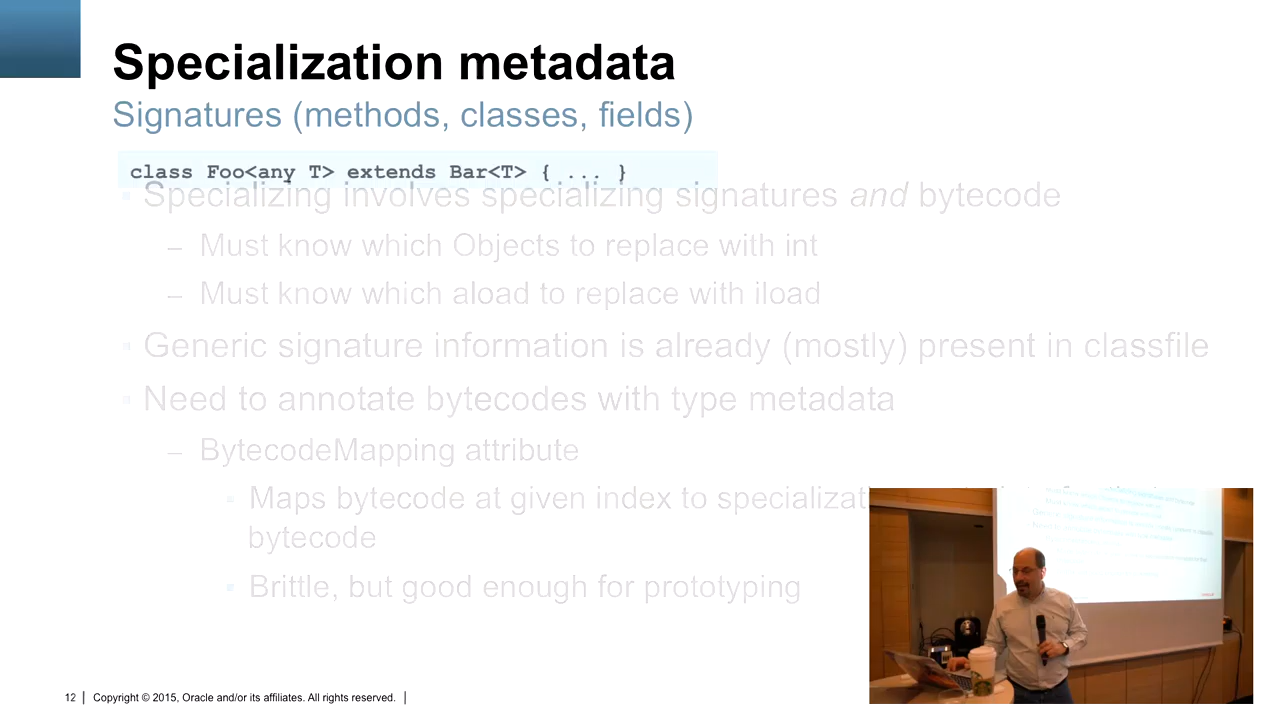 Specialization metadata
Signatures (methods, classes, fields)
class Foo<any T> extends Bar<T> { ... }
Specializing involves specializing signatures and bytecode
– Must know which Objects to replace with int
– Must know which aload to replace with iload
Generic signature information is already (mostly) present in classfile
Need to annotate bytecodes with type metadata
– BytecodeMapping attribute
Maps bytecode at given index to
bytecode
Brittle, but good enough for prototyping
12 | Copyright © 2015, Oracle and/or its affiliates. All rights reserved. |